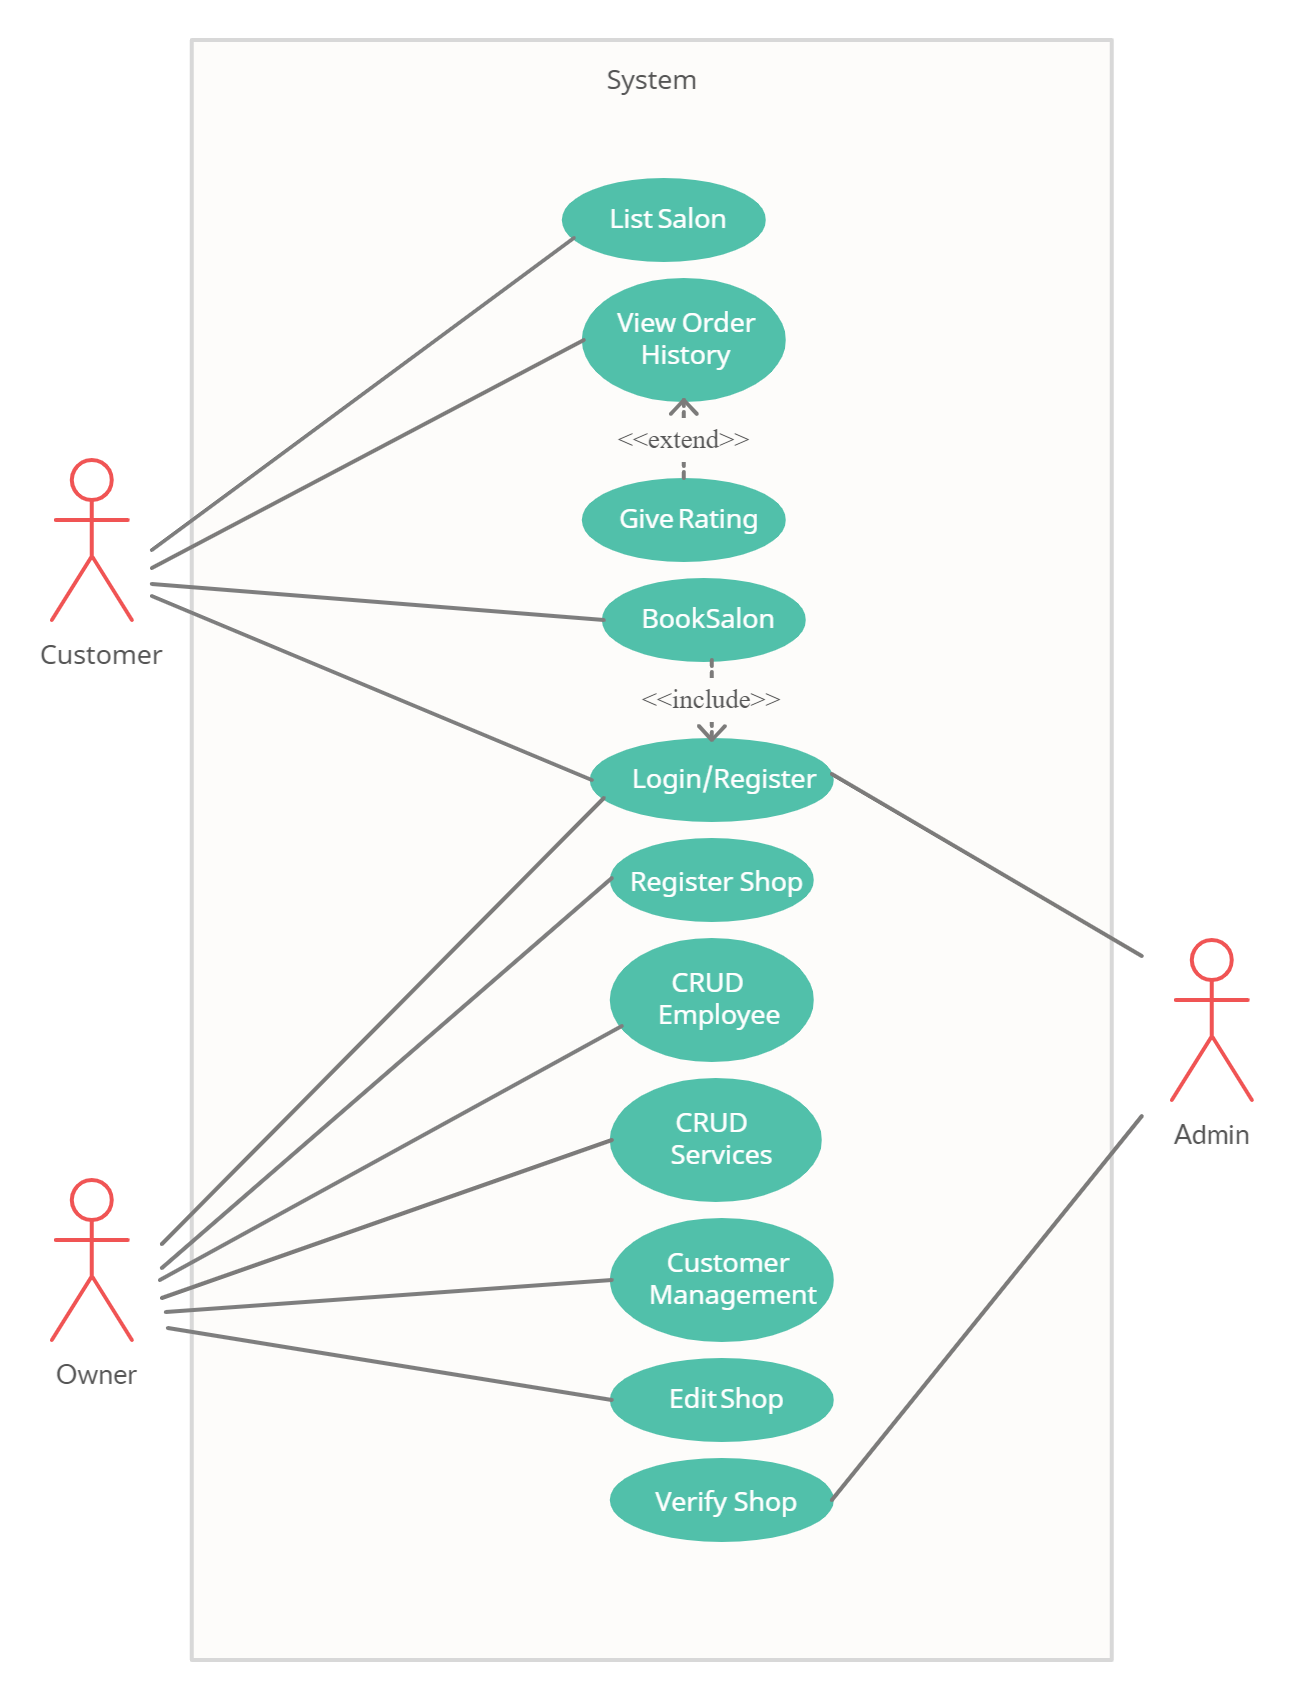 System
List Salon
View Order
History
<<extend>>
Give Rating
BookSalon
Customer
<<include>>
Login/Register
Register Shop
CRUD
Employee
CRUD
Services
Admin
Customer
Management
Owner
Edit Shop
Verify Shop